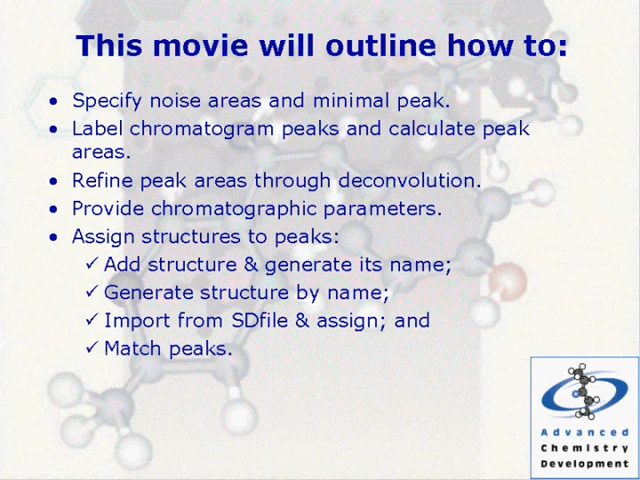 This movie will outline how to:
• Specify noise areas and minimal peak.
• Label chromatogram peaks and calculate peak
areas.
• Refine peak areas through deconvolution.
• Provide chromatographic parameters.
• Assign structures to peaks:
✓ Add structure & generate its name;
✓ Generate structure by name;
✓ Import from SDfile & assign; and
✓ Match peaks.
Advanced
Chemistry
Development